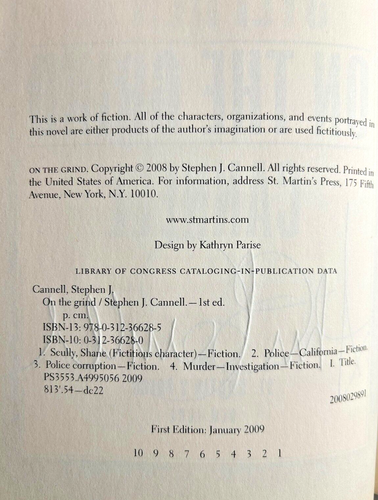 This is a work of fiction. All of the characters, organizations, and events portrayed in
this novel are either products of the author's imagination or are used fictitiously.
ON THE GRIND. Copyright © 2008 by Stephen J. Cannell. All rights reserved. Printed in
the United States of America. For information, address St. Martin's Press, 175 Fifth
Avenue, New York, N.Y. 10010.
www.stmartins.com
Design by Kathryn Parise
LIBRARY OF CONGRESS CATALOGING-IN-PUBLICATION DATA
Cannell, Stephen J.
On the grind / Stephen J. Cannell.—1st ed.
p. cm.
ISBN-13: 978-0-312-36628-5
ISBN-10: 0-312-36628-0
1. Scully, Shane (Fictitious character)—Fiction. 2. Police—California—Fiction.
3. Police corruption—Fiction. 4. Murder—Investigation—Fiction. I. Title.
PS3553.A4995056 2009
813'.54—dc22
2008029891
First Edition: January 2009
10 9 8 7 6 5 4 3 2 1